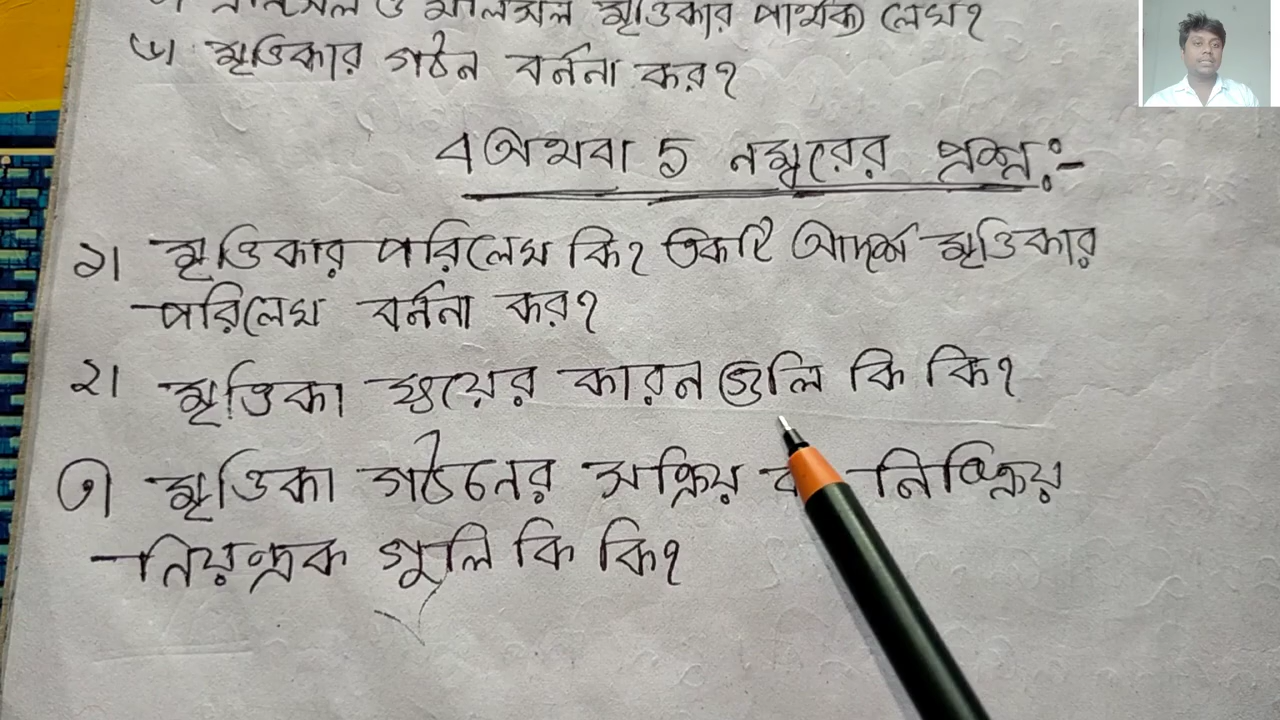 ও মৃত্তিকার পার্থক্য লেখ?
৬। মৃত্তিকার গঠন বর্ননা কর?
4 অথবা 5 নম্বরের প্রশ্ন:-
১। মৃত্তিকার পরিলেখ কি? একটি আদর্শ মৃত্তিকার
পরিলেখ বর্ননা কর?
২। মৃত্তিকা ক্ষয়ের কারন গুলি কি কি?
৩। মৃত্তিকা গঠনের সক্রিয় নিষ্ক্রিয়
নিয়ন্ত্রক গুলি কি কি?